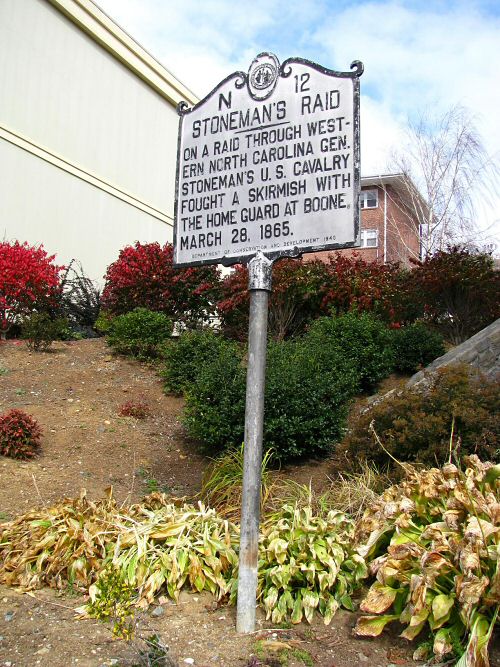 N 12
STONEMAN'S RAID
ON A RAID THROUGH WEST-
ERN NORTH CAROLINA GEN.
STONEMAN'S U.S. CAVALRY
FOUGHT A SKIRMISH WITH
THE HOME GUARD AT BOONE,
MARCH 28, 1865.
DEPARTMENT OF CONSERVATION AND DEVELOPMENT 1940